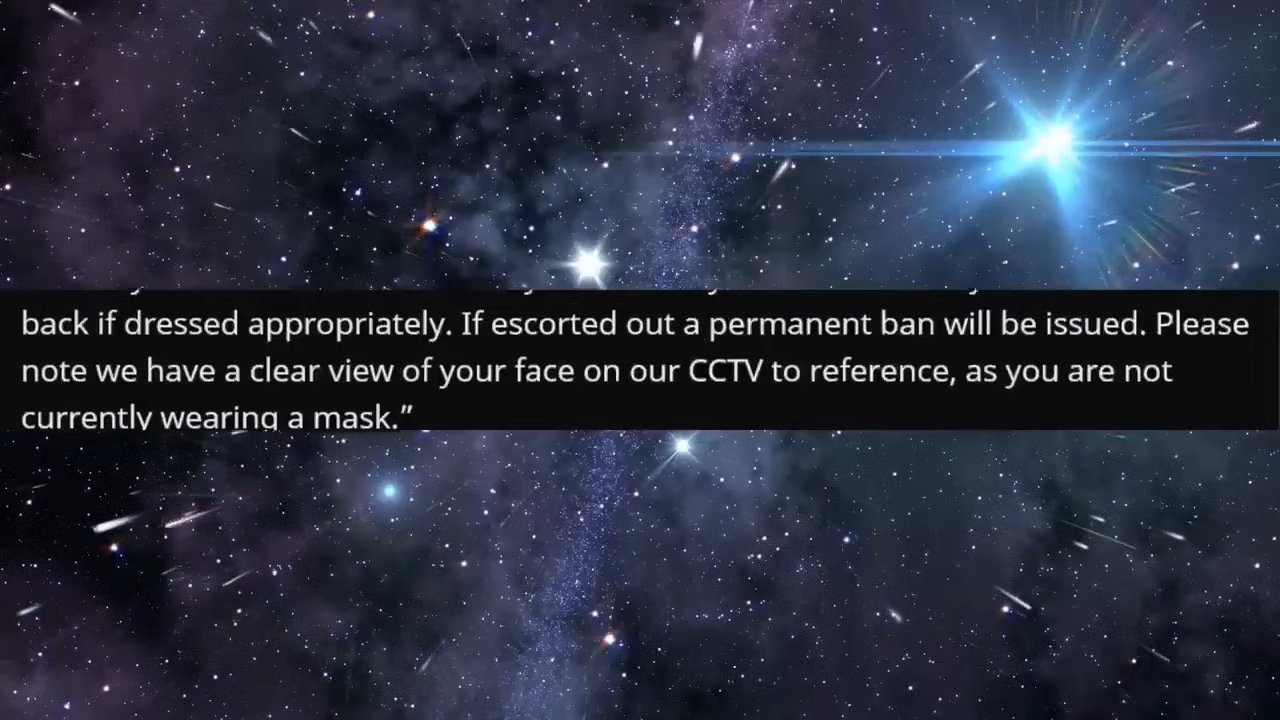 back if dressed appropriately. If escorted out a permanent ban will be issued. Please
note we have a clear view of your face on our CCTV to reference, as you are not
currently wearing a mask.”